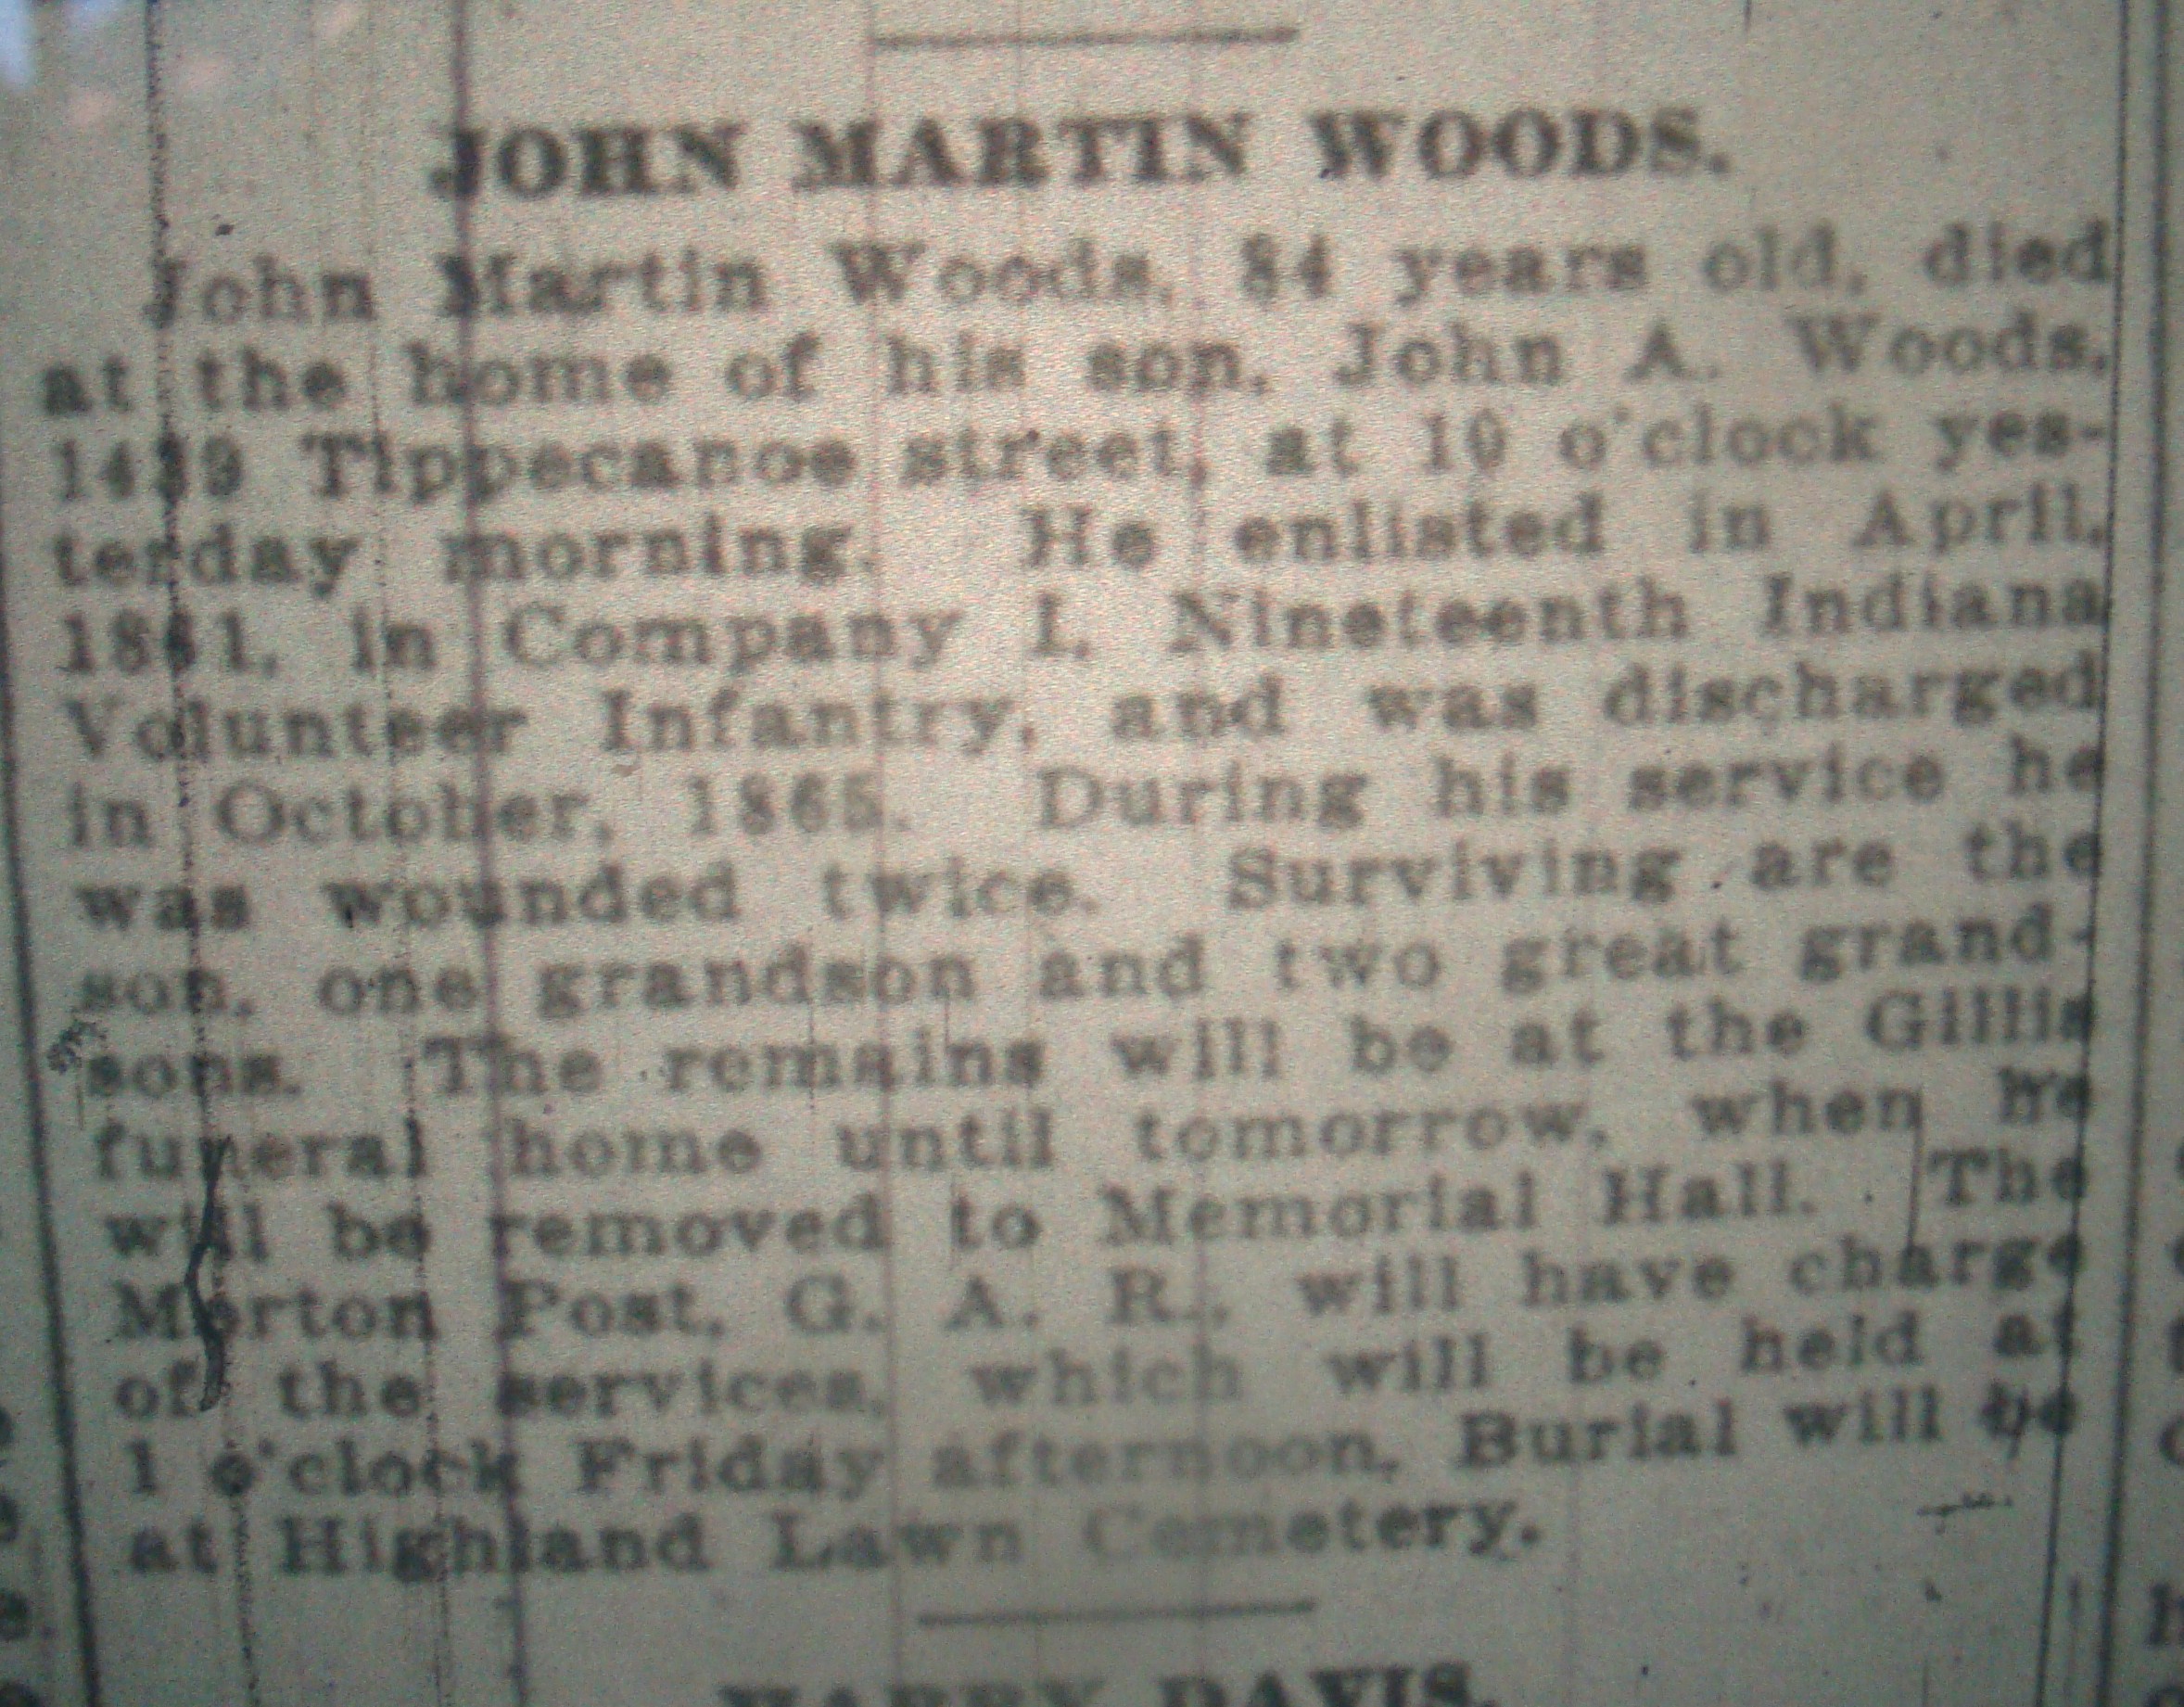 JOHN MARTIN WOODS.
John Martin Woods, 84 years old, died
at the home of his son, John A. Woods,
Tippecanoe street, at 10 o'clock yes-
terday morning. He enlisted in April,
1861, in Company I, Nineteenth Indiana
Volunteer Infantry, and was discharged
in October, 1865. During his service he
was wounded twice. Surviving are the
son, one grandson and two great grand-
sons. The remains will be at the Gillis
funeral home until tomorrow, when he
will be removed to Memorial Hall. The
Morton Post, G. A. R., will have charge
of the services, which will be held at
1 o'clock Friday afternoon. Burial will be
at Highland Lawn Cemetery.
HARRY DAVIS.